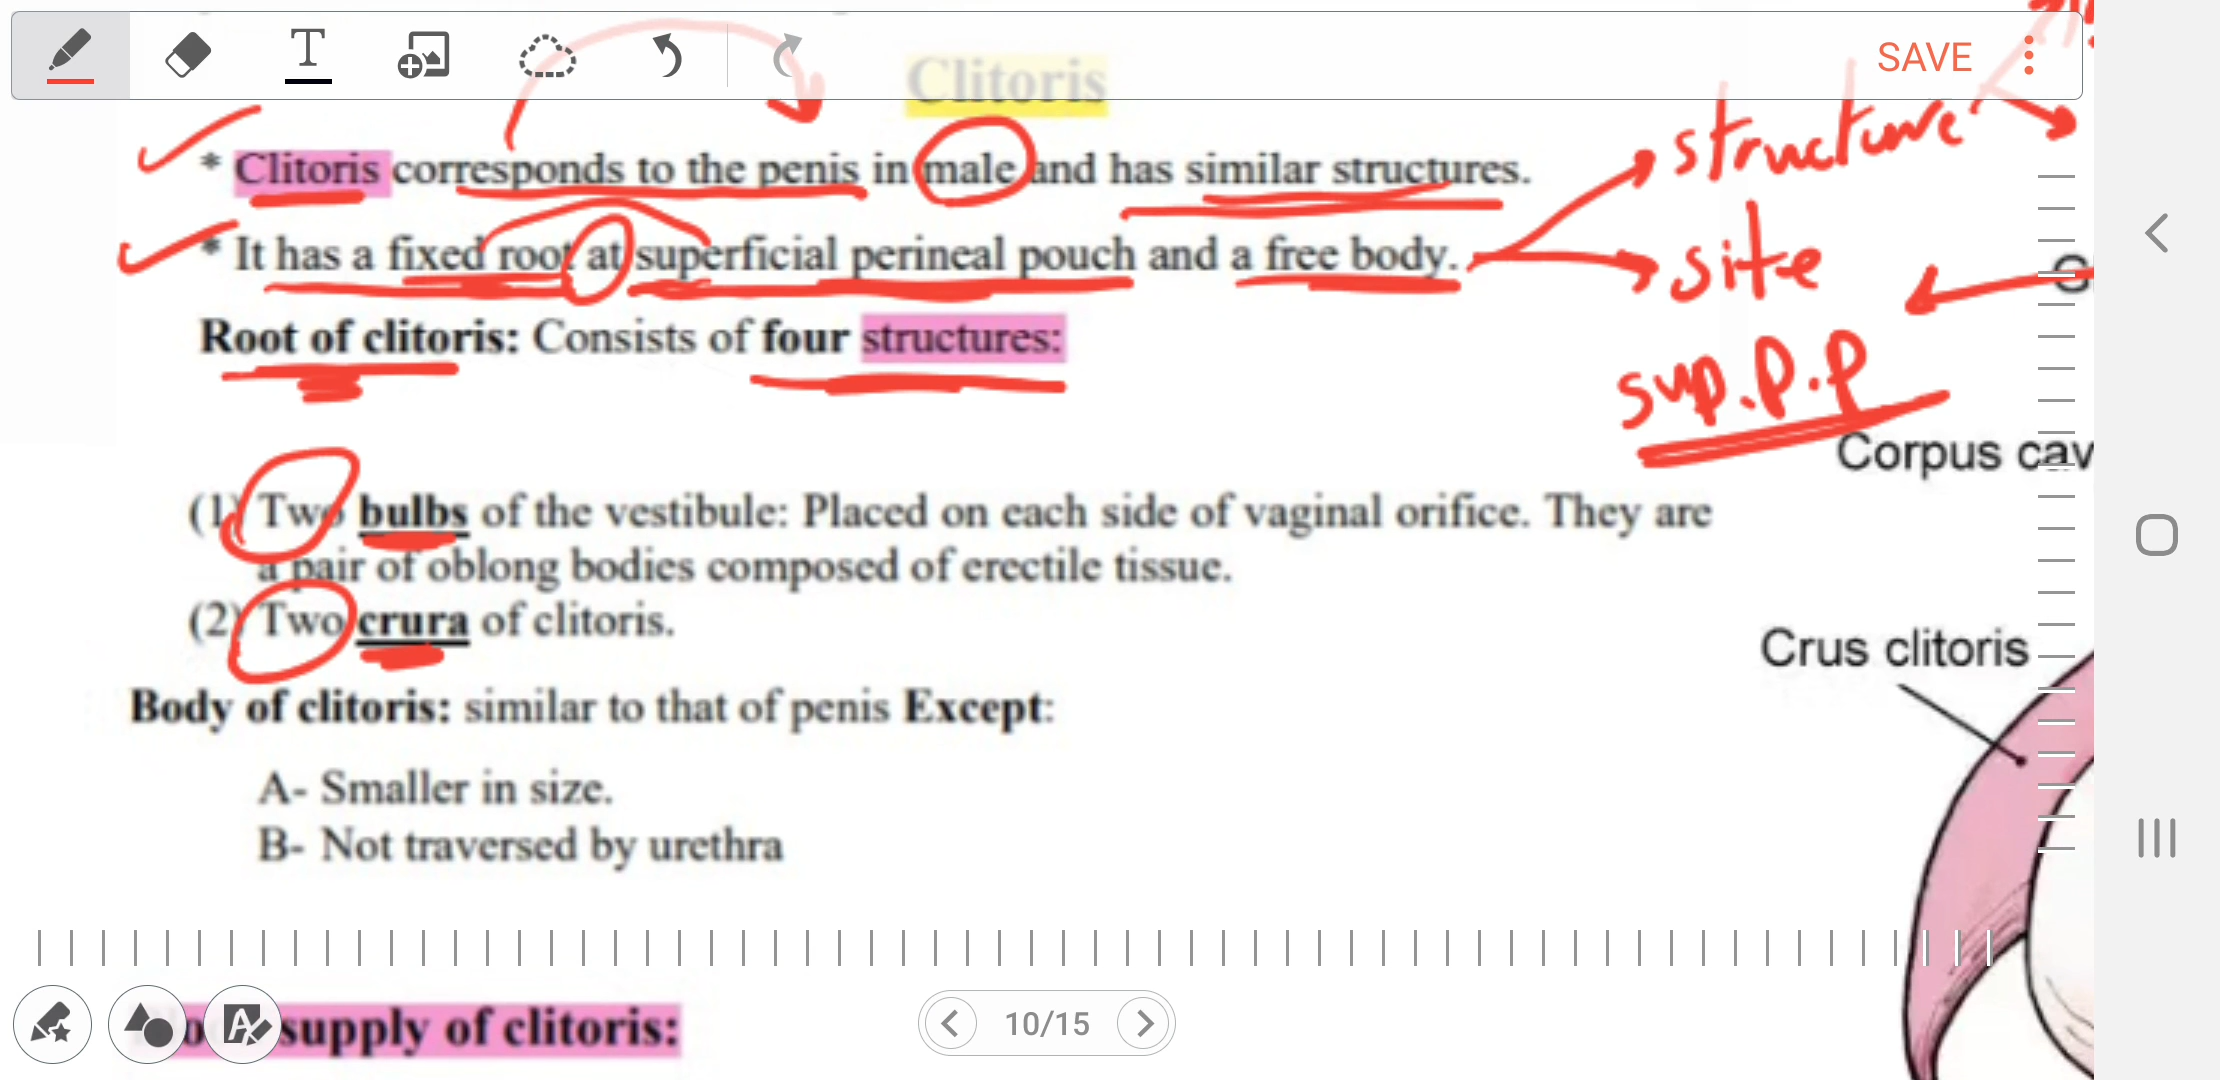 T
SAVE
Clitoris
* Clitoris corresponds to the penis in male and has similar structures.
structure
* It has a fixed root at superficial perineal pouch and a free body.
site
Root of clitoris: Consists of four structures:
sup.p.p
Corpus cav
(1) Two bulbs of the vestibule: Placed on each side of vaginal orifice. They are
a pair of oblong bodies composed of erectile tissue.
(2) Two crura of clitoris.
Crus clitoris
Body of clitoris: similar to that of penis Except:
A- Smaller in size.
B- Not traversed by urethra
supply of clitoris:
10/15